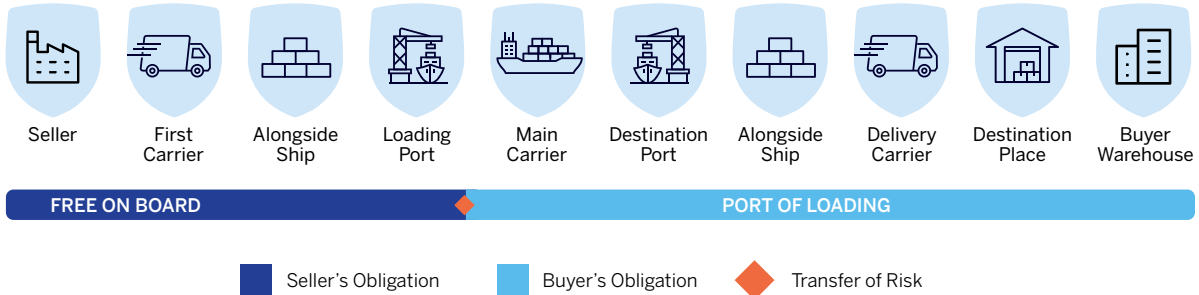 Seller
First
Carrier
Alongside
Ship
Loading
Port
Main
Carrier
Destination
Port
Alongside
Ship
Delivery
Carrier
Destination
Place
Buyer
Warehouse
FREE ON BOARD
PORT OF LOADING
Seller’s Obligation
Buyer’s Obligation
Transfer of Risk